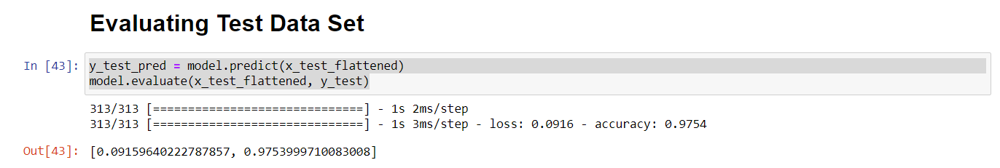 Evaluating Test Data Set
In [43]: y_test_pred = model.predict(x_test_flattened)
model.evaluate(x_test_flattened, y_test)
313/313 [==============================] - 1s 2ms/step
313/313 [==============================] - 1s 3ms/step - loss: 0.0916 - accuracy: 0.9754
Out[43]: [0.09159640222787857, 0.9753999710083008]